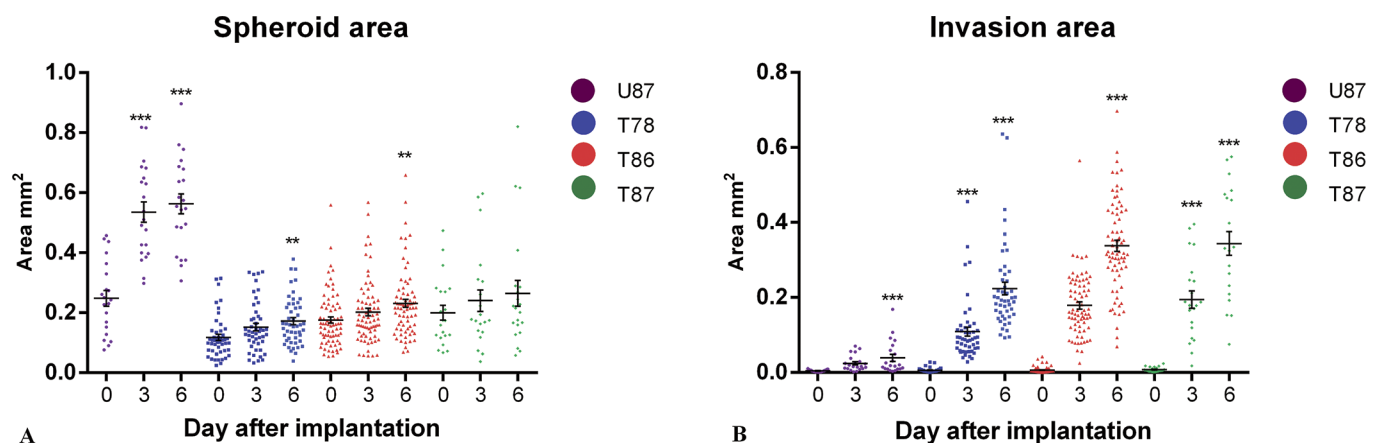 Spheroid area
Area mm²
1.0
0.8
0.6
0.4
0.2
0.0
***
***
**
**
0 3 6 0 3 6 0 3 6 0 3 6
Day after implantation
U87
T78
T86
T87
A
Invasion area
Area mm²
0.8
0.6
0.4
0.2
0.0
***
***
***
***
***
***
0 3 6 0 3 6 0 3 6 0 3 6
Day after implantation
U87
T78
T86
T87
B